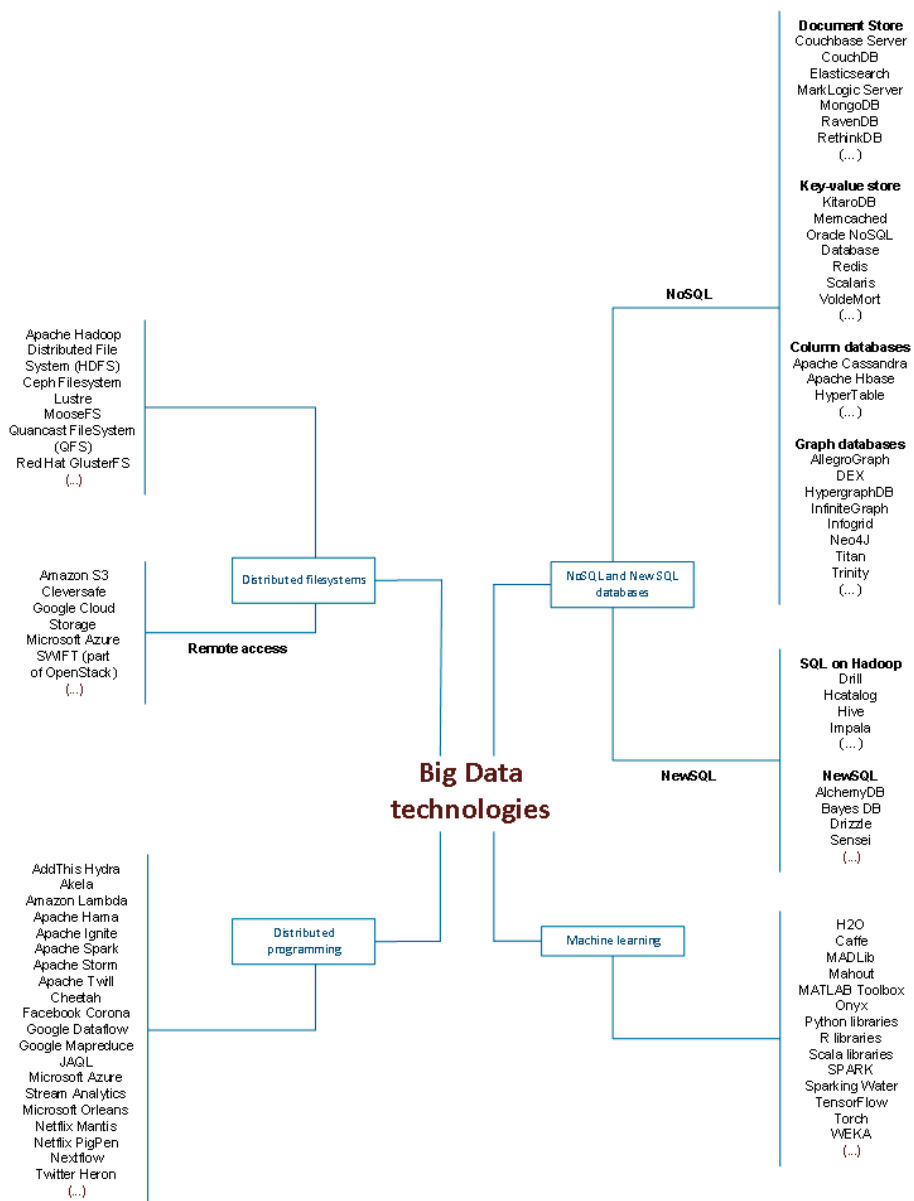 Document Store
Couchbase Server
CouchDB
Elasticsearch
MarkLogic Server
MongoDB
RavenDB
RethinkDB
(...)
Key-value store
KitaroDB
Memcached
Oracle NoSQL
Database
Redis
Scalaris
VoldeMort
(...)
Column databases
Apache Cassandra
Apache Hbase
HyperTable
(...)
Graph databases
AllegroGraph
DEX
HypergraphDB
InfiniteGraph
Infogrid
Neo4J
Titan
Trinity
(...)
NoSQL
Apache Hadoop
Distributed File
System (HDFS)
Ceph Filesystem
Lustre
MooseFS
Quancast FileSystem
(QFS)
Red Hat GlusterFS
(...)
Distributed filesystems
NoSQL and New SQL
databases
Amazon S3
Cleversafe
Google Cloud
Storage
Microsoft Azure
SWIFT (part
of OpenStack)
(...)
Remote access
SQL on Hadoop
Drill
Hcatalog
Hive
Impala
(...)
NewSQL
AlchemyDB
Bayes DB
Drizzle
Sensei
(...)
NewSQL
Big Data
technologies
AddThis Hydra
Akela
Amazon Lambda
Apache Hama
Apache Ignite
Apache Spark
Apache Storm
Apache Twill
Cheetah
Facebook Corona
Google Dataflow
Google Mapreduce
JAQL
Microsoft Azure
Stream Analytics
Microsoft Orleans
Netflix Mantis
Netflix PigPen
Nextflow
Twitter Heron
(...)
Distributed
programming
Machine learning
H2O
Caffe
MADLib
Mahout
MATLAB Toolbox
Onyx
Python libraries
R libraries
Scala libraries
SPARK
Sparking Water
TensorFlow
Torch
WEKA
(...)